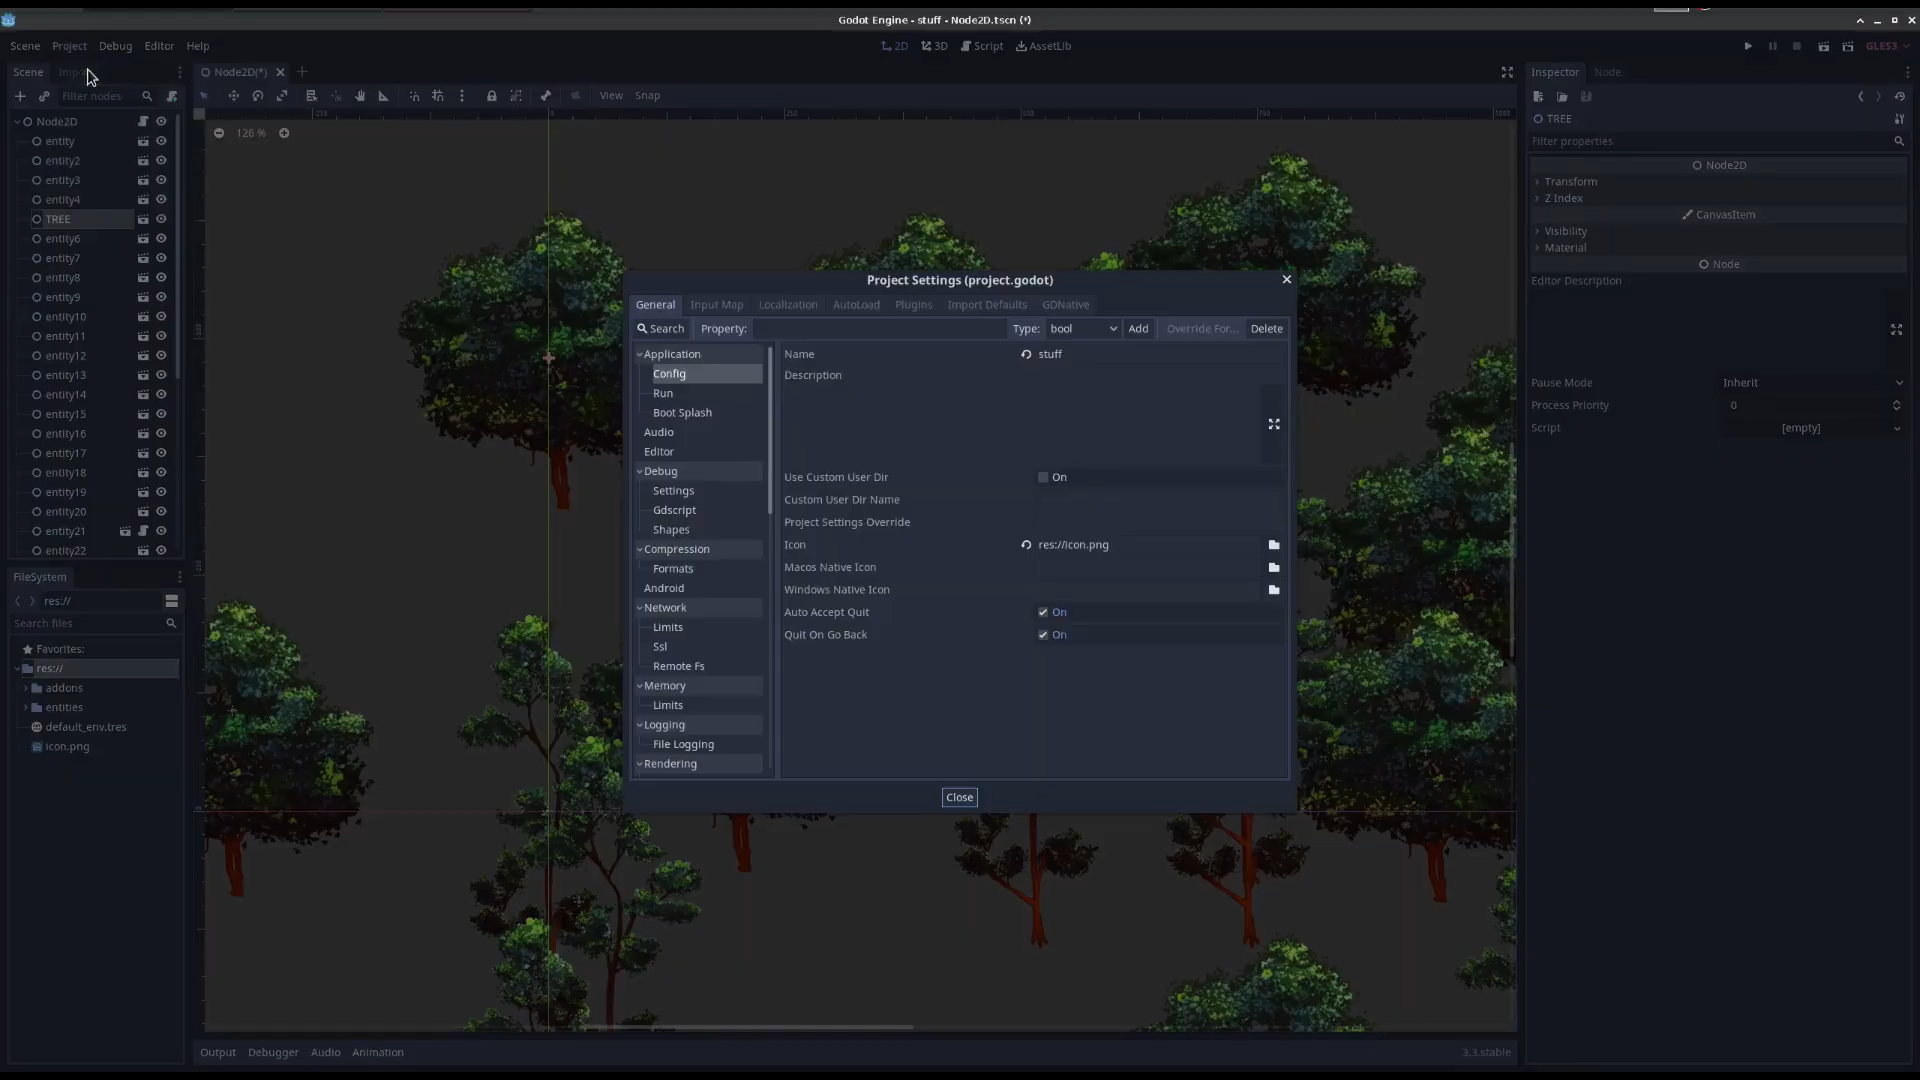 Godot Engine - stuff - Node2D.tscn (*)
Scene Project Debug Editor Help
2D 3D Script AssetLib
GLES3
Scene
Node2D(*)
Inspector Node
Filter nodes
View Snap
126 %
Node2D
entity
entity2
entity3
entity4
TREE
entity6
entity7
entity8
entity9
entity10
entity11
entity12
entity13
entity14
entity15
entity16
entity17
entity18
entity19
entity20
entity21
entity22
FileSystem
res://
Search files
Favorites:
res://
addons
entities
default_env.tres
icon.png
Project Settings (project.godot)
General Input Map Localization AutoLoad Plugins Import Defaults GDNative
Search Property: Type: bool Add Override For... Delete
Application
Config
Run
Boot Splash
Audio
Editor
Debug
Settings
Gdscript
Shapes
Compression
Formats
Android
Network
Limits
Ssl
Remote Fs
Memory
Limits
Logging
File Logging
Rendering
Name stuff
Description
Use Custom User Dir On
Custom User Dir Name
Project Settings Override
Icon res://icon.png
Macos Native Icon
Windows Native Icon
Auto Accept Quit On
Quit On Go Back On
Close
TREE
Filter properties
Node2D
Transform
Z Index
CanvasItem
Visibility
Material
Node
Editor Description
Pause Mode Inherit
Process Priority 0
Script [empty]
Output Debugger Audio Animation
3.3.stable